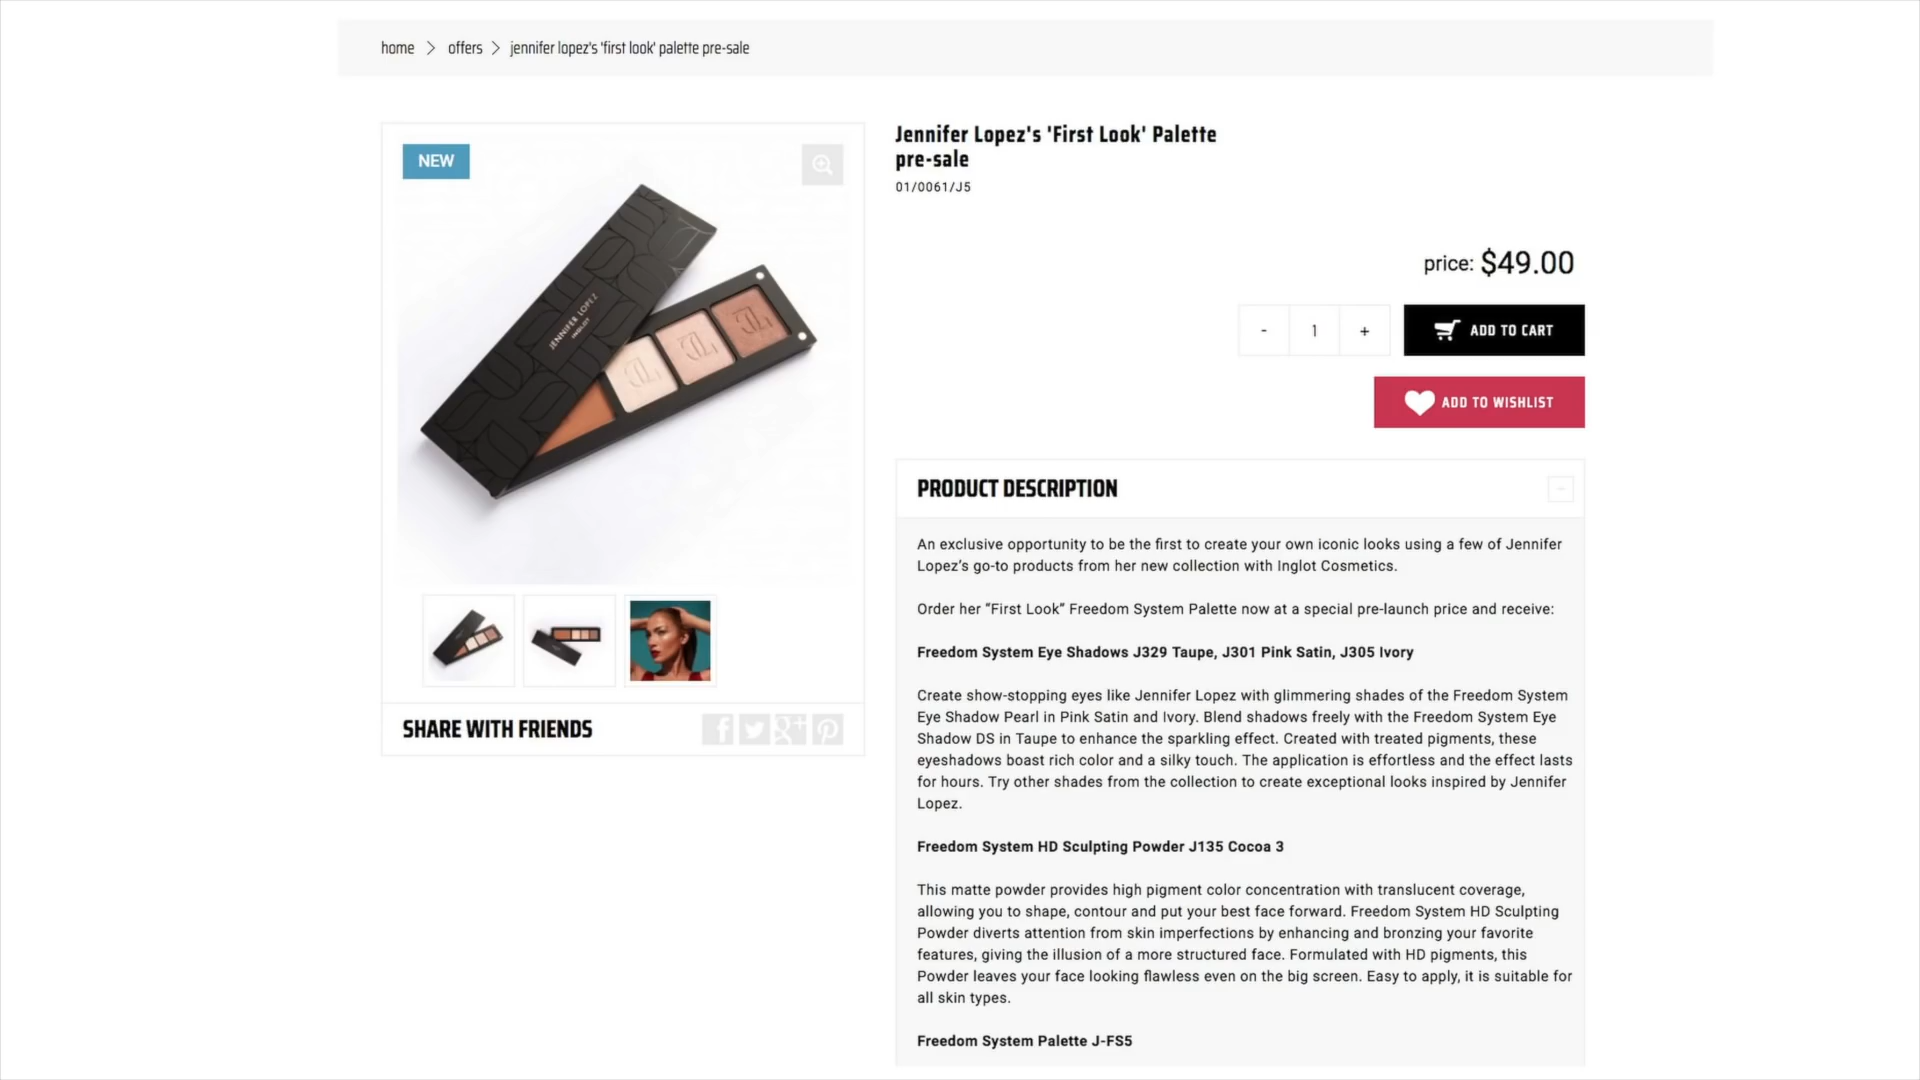 home > offers > jennifer lopez's 'first look' palette pre-sale
NEW
JENNIFER LOPEZ
INGLOT
Jennifer Lopez's 'First Look' Palette
pre-sale
01/0061/J5
price: $49.00
- 1 +
ADD TO CART
ADD TO WISHLIST
SHARE WITH FRIENDS
PRODUCT DESCRIPTION
An exclusive opportunity to be the first to create your own iconic looks using a few of Jennifer
Lopez’s go-to products from her new collection with Inglot Cosmetics.
Order her “First Look” Freedom System Palette now at a special pre-launch price and receive:
Freedom System Eye Shadows J329 Taupe, J301 Pink Satin, J305 Ivory
Create show-stopping eyes like Jennifer Lopez with glimmering shades of the Freedom System
Eye Shadow Pearl in Pink Satin and Ivory. Blend shadows freely with the Freedom System Eye
Shadow DS in Taupe to enhance the sparkling effect. Created with treated pigments, these
eyeshadows boast rich color and a silky touch. The application is effortless and the effect lasts
for hours. Try other shades from the collection to create exceptional looks inspired by Jennifer
Lopez.
Freedom System HD Sculpting Powder J135 Cocoa 3
This matte powder provides high pigment color concentration with translucent coverage,
allowing you to shape, contour and put your best face forward. Freedom System HD Sculpting
Powder diverts attention from skin imperfections by enhancing and bronzing your favorite
features, giving the illusion of a more structured face. Formulated with HD pigments, this
Powder leaves your face looking flawless even on the big screen. Easy to apply, it is suitable for
all skin types.
Freedom System Palette J-FS5